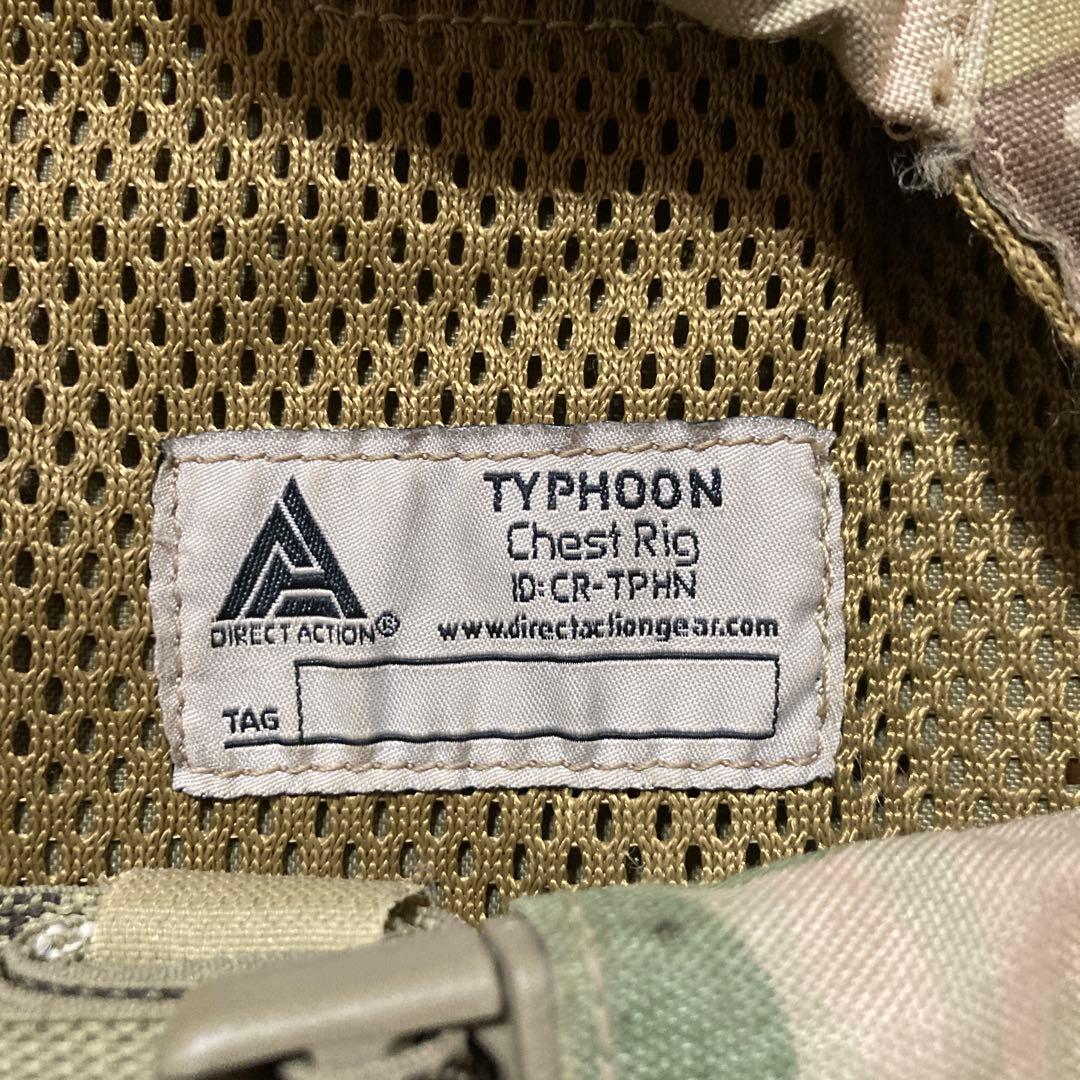 TYPHOON
Chest Rig
ID:CR-TPHN
DIRECT ACTION®
www.directactiongear.com
TAG